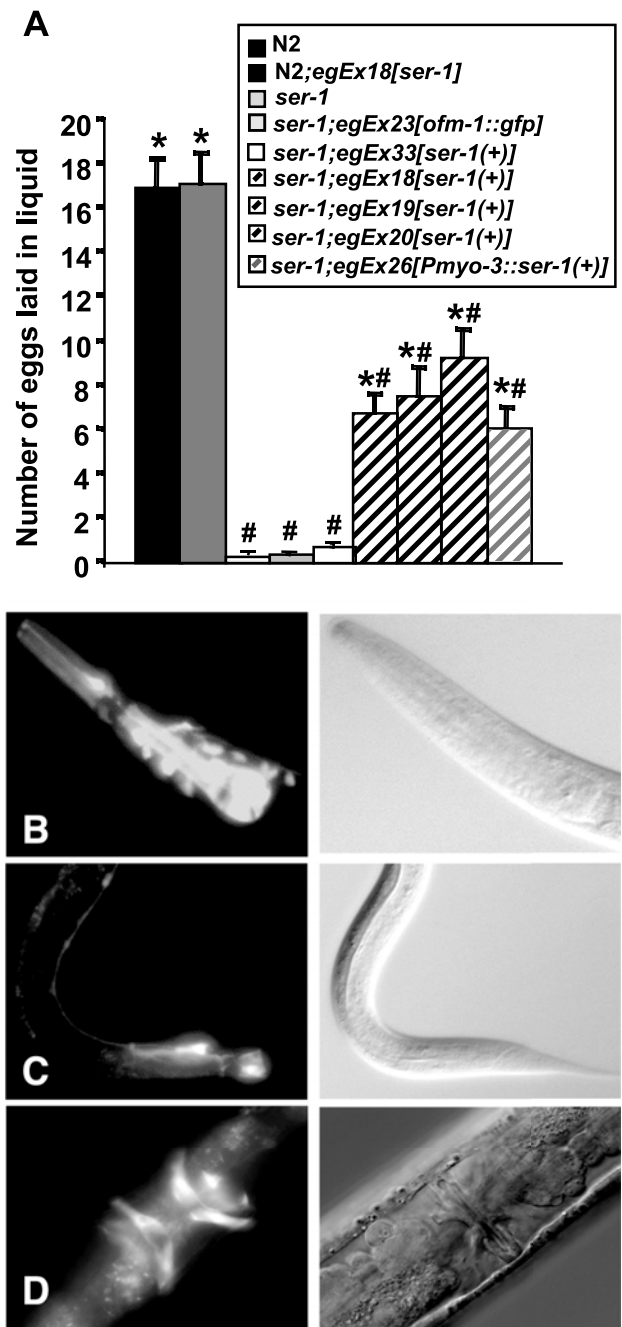 A
N2
N2;egEx18[ser-1]
ser-1
ser-1;egEx23[ofm-1::gfp]
ser-1;egEx33[ser-1(+)]
ser-1;egEx18[ser-1(+)]
ser-1;egEx19[ser-1(+)]
ser-1;egEx20[ser-1(+)]
ser-1;egEx26[Pmyo-3::ser-1(+)]
Number of eggs laid in liquid
20
18
16
14
12
10
8
6
4
2
0
* *
# # #
*# *# *# *#
B
C
D